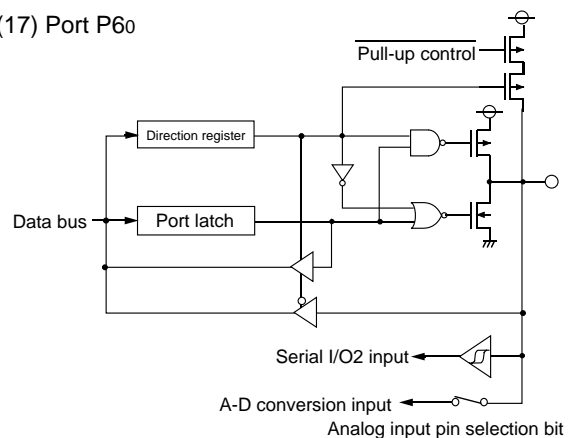 (17) Port P60
Pull-up control
Direction register
Data bus
Port latch
Serial I/O2 input
A-D conversion input
Analog input pin selection bit